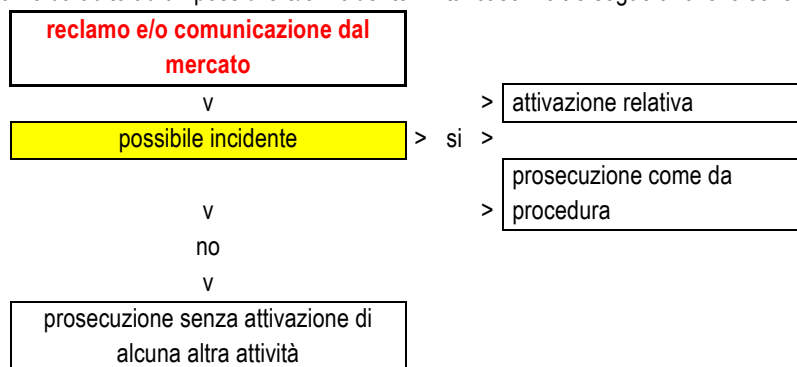 reclamo e/o comunicazione dal
mercato
v > attivazione relativa
possibile incidente > si >
prosecuzione come da
v > procedura
no
v
prosecuzione senza attivazione di
alcuna altra attività